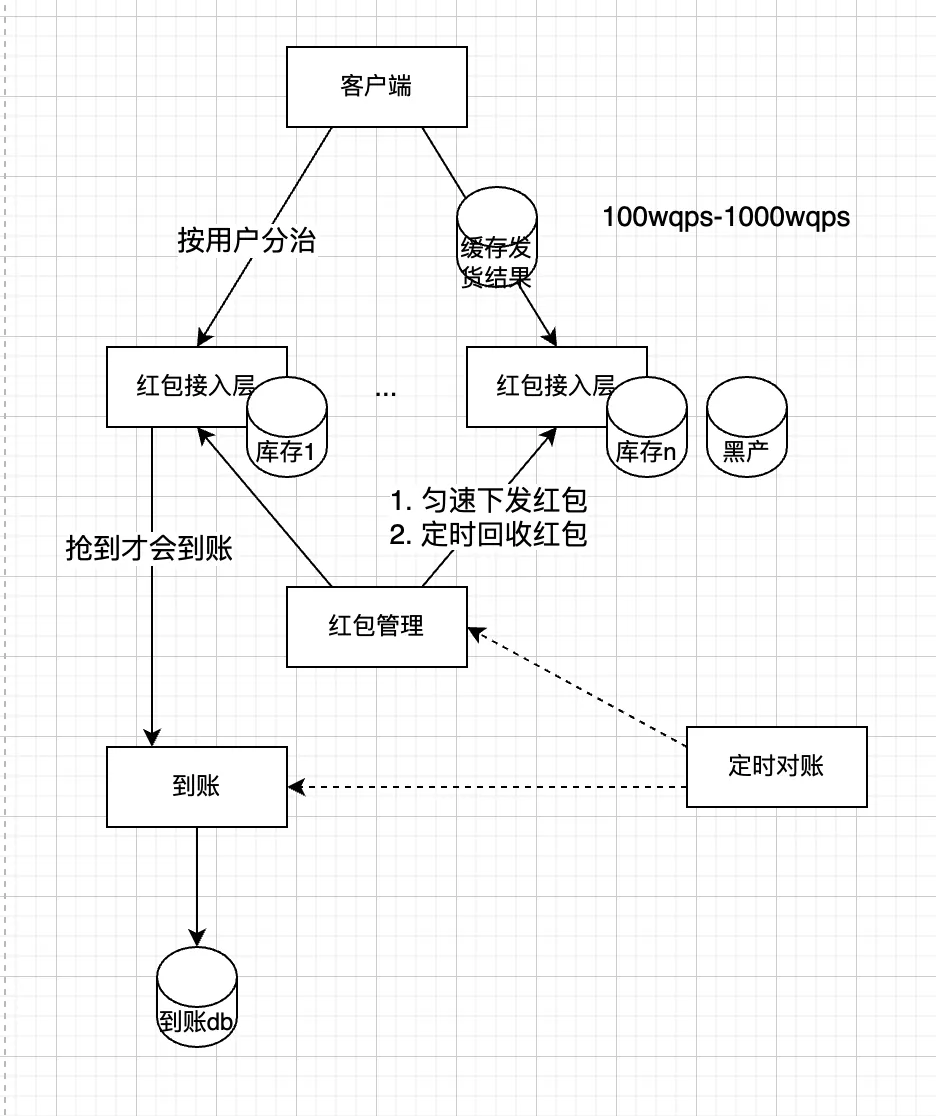 客户端
100wqps-1000wqps
按用户分治
缓存发
货结果
红包接入层
...
红包接入层
库存1
库存n
黑产
1. 匀速下发红包
2. 定时回收红包
抢到才会到账
红包管理
定时对账
到账
到账db